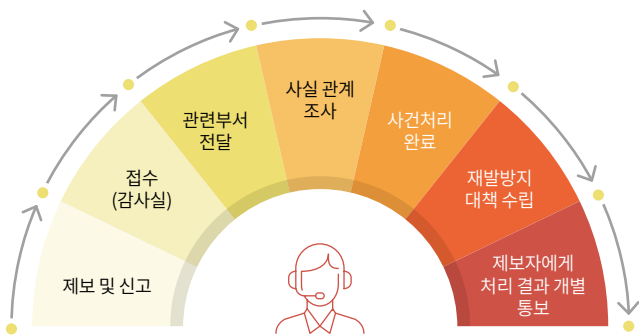 제보 및 신고
접수
(감사실)
관련부서
전달
사실 관계
조사
사건처리
완료
재발방지
대책 수립
제보자에게
처리 결과 개별
통보